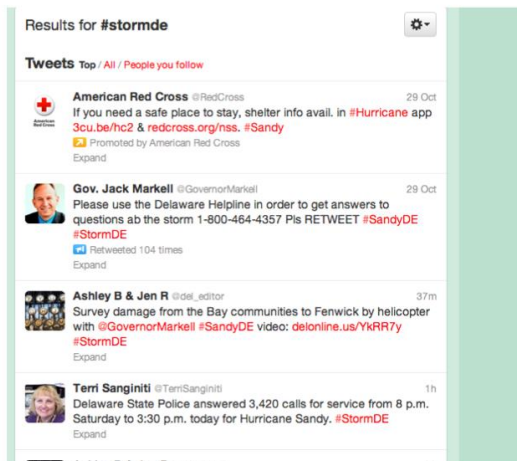 Results for #stormde
Tweets Top / All / People you follow
American Red Cross @RedCross 29 Oct
If you need a safe place to stay, shelter info avail. in #Hurricane app
3cu.be/hc2 & redcross.org/nss. #Sandy
Promoted by American Red Cross
Expand
Gov. Jack Markell @GovernorMarkell 29 Oct
Please use the Delaware Helpline in order to get answers to
questions ab the storm 1-800-464-4357 Pls RETWEET #SandyDE
#StormDE
Retweeted 104 times
Expand
Ashley B & Jen R @del_editor 37m
Survey damage from the Bay communities to Fenwick by helicopter
with @GovernorMarkell #SandyDE video: delonline.us/YkRR7y
#StormDE
Expand
Terri Sanginiti @TerriSanginiti 1h
Delaware State Police answered 3,420 calls for service from 8 p.m.
Saturday to 3:30 p.m. today for Hurricane Sandy. #StormDE
Expand